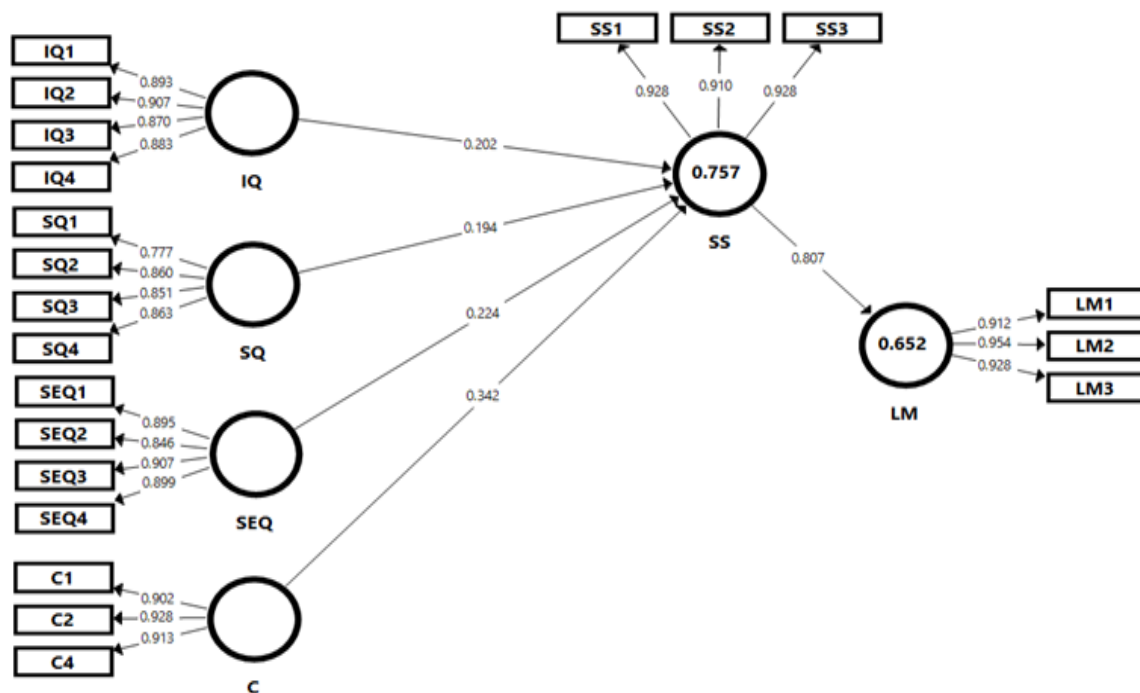 SS1
SS2
SS3
0.928
0.910
0.928
IQ1
IQ2
IQ3
IQ4
0.893
0.907
0.870
0.883
IQ
0.202
0.757
SS
SQ1
SQ2
SQ3
SQ4
0.777
0.860
0.851
0.863
SQ
0.194
0.807
SEQ1
SEQ2
SEQ3
SEQ4
0.895
0.846
0.907
0.899
SEQ
0.224
0.652
LM
0.912
0.954
0.928
LM1
LM2
LM3
C1
C2
C4
0.902
0.928
0.913
C
0.342